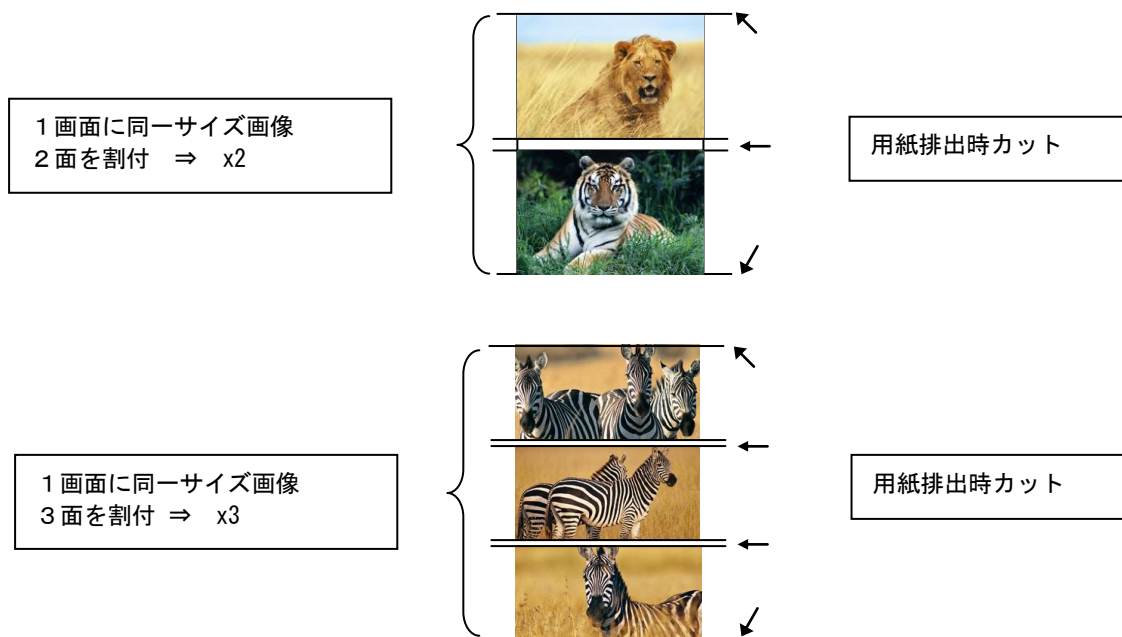 １画面に同一サイズ画像
２面を割付　⇒　x2
用紙排出時カット
１画面に同一サイズ画像
３面を割付 ⇒　x3
用紙排出時カット